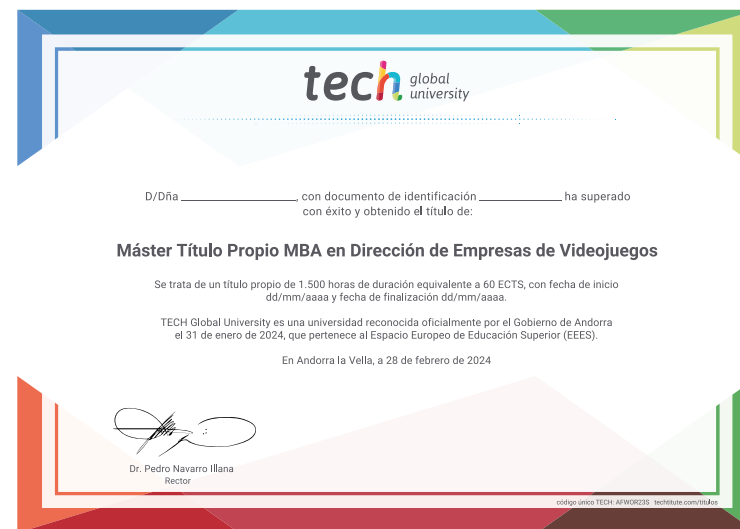 tech global university
D/Dña ____________, con documento de identificación ____________ ha superado
con éxito y obtenido el título de:
Máster Título Propio MBA en Dirección de Empresas de Videojuegos
Se trata de un título propio de 1.500 horas de duración equivalente a 60 ECTS, con fecha de inicio
dd/mm/aaaa y fecha de finalización dd/mm/aaaa.
TECH Global University es una universidad reconocida oficialmente por el Gobierno de Andorra
el 31 de enero de 2024, que pertenece al Espacio Europeo de Educación Superior (EEES).
En Andorra la Vella, a 28 de febrero de 2024
Dr. Pedro Navarro Illana
Rector
código único TECH: AFWOR23S techtitute.com/titulos